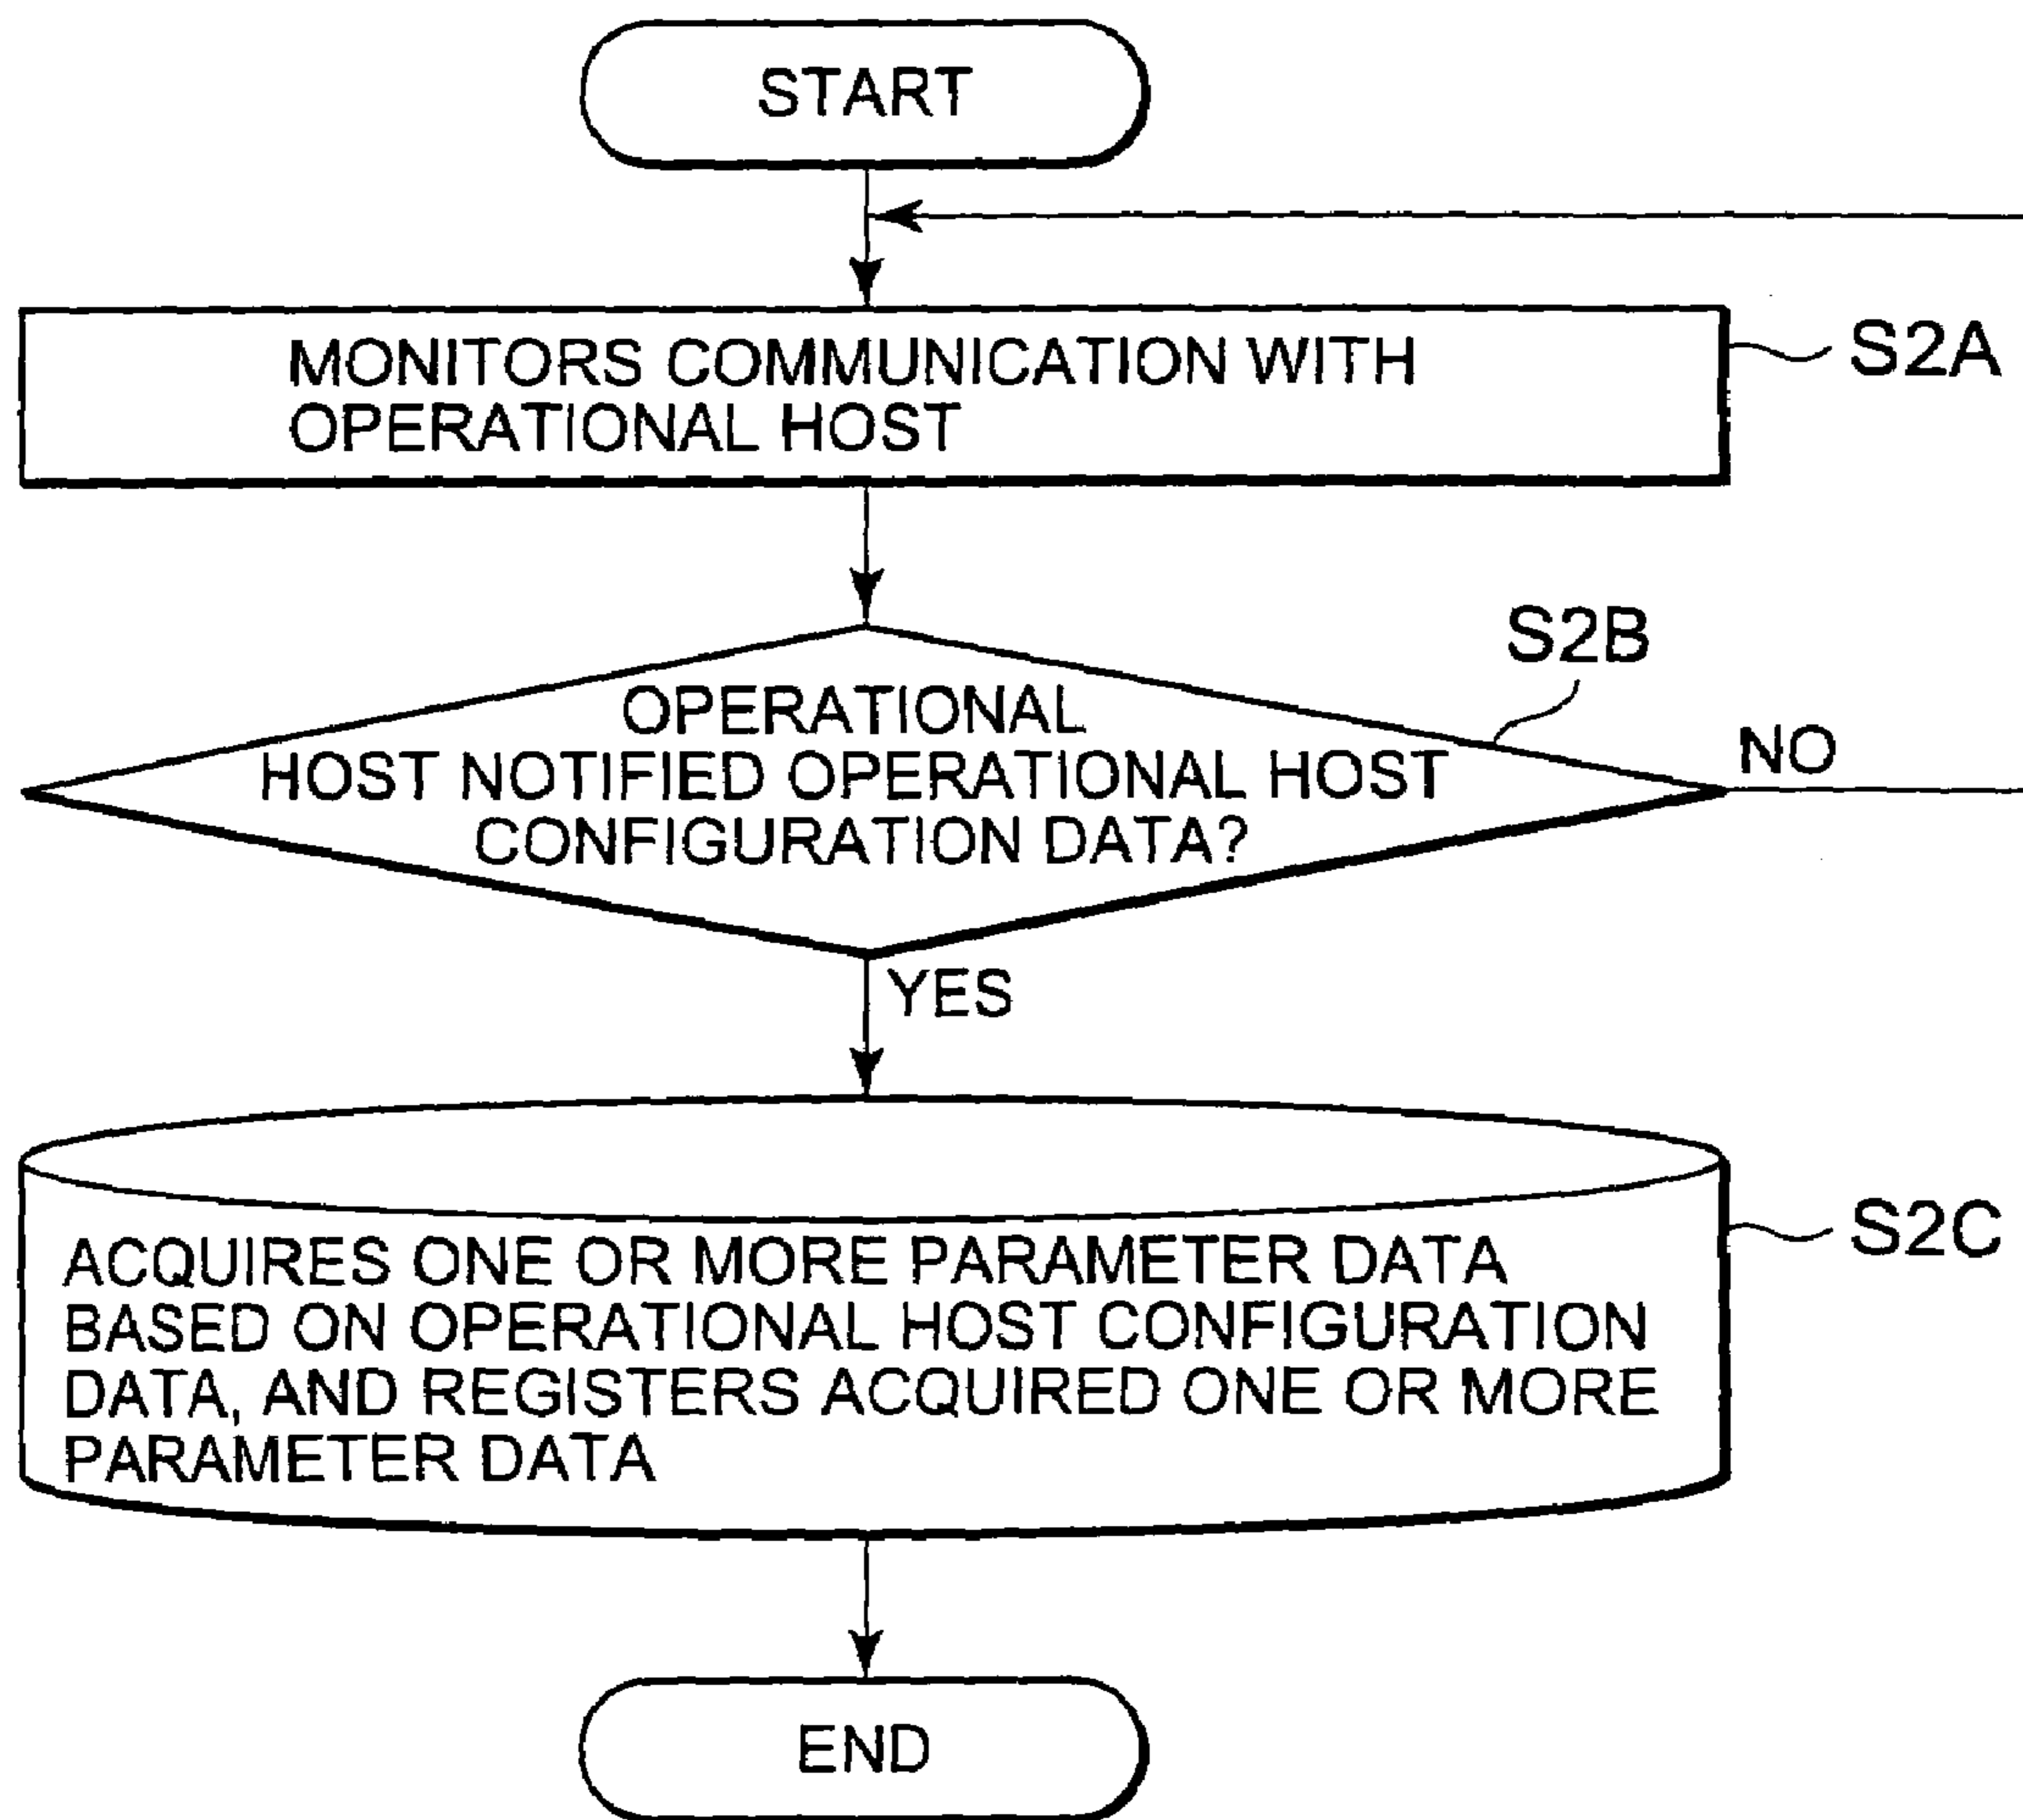 START
MONITORS COMMUNICATION WITH
OPERATIONAL HOST
S2A
S2B
OPERATIONAL
HOST NOTIFIED OPERATIONAL HOST
CONFIGURATION DATA?
NO
YES
ACQUIRES ONE OR MORE PARAMETER DATA
BASED ON OPERATIONAL HOST CONFIGURATION
DATA, AND REGISTERS ACQUIRED ONE OR MORE
PARAMETER DATA
S2C
END